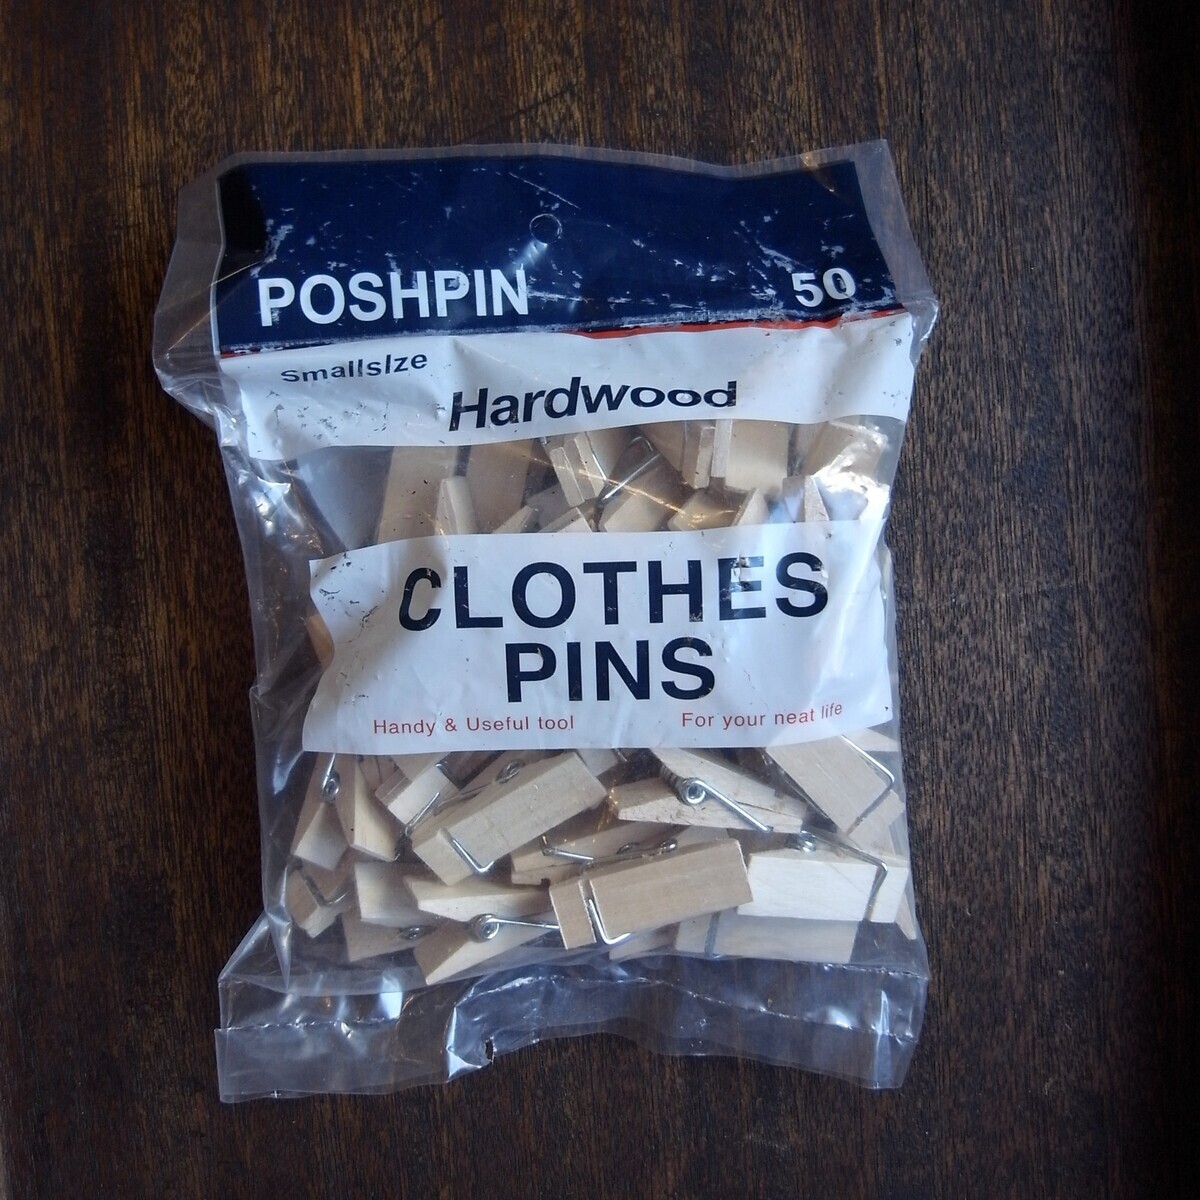 POSHPIN 50
Smallsize
Hardwood
CLOTHES
PINS
Handy & Useful tool For your neat life